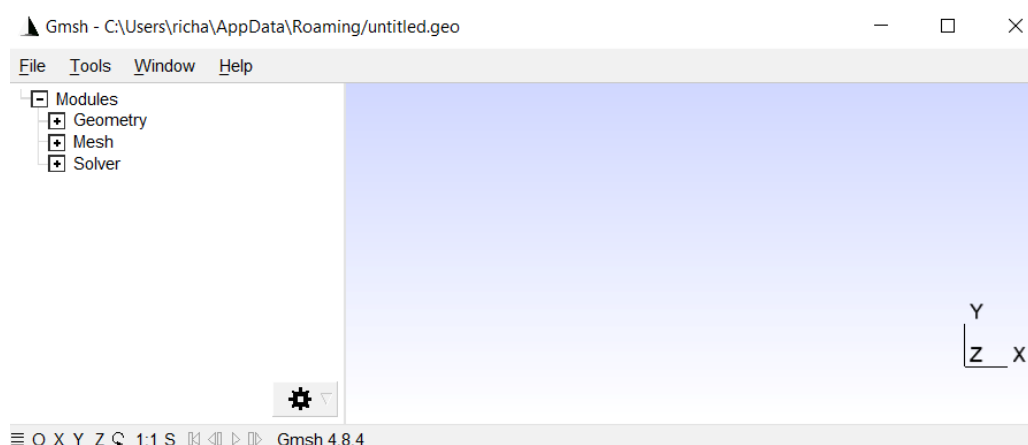 Gmsh - C:\Users\richa\AppData\Roaming/untitled.geo
File Tools Window Help
Modules
Geometry
Mesh
Solver
Y
Z X
O X Y Z 1:1 S Gmsh 4.8.4